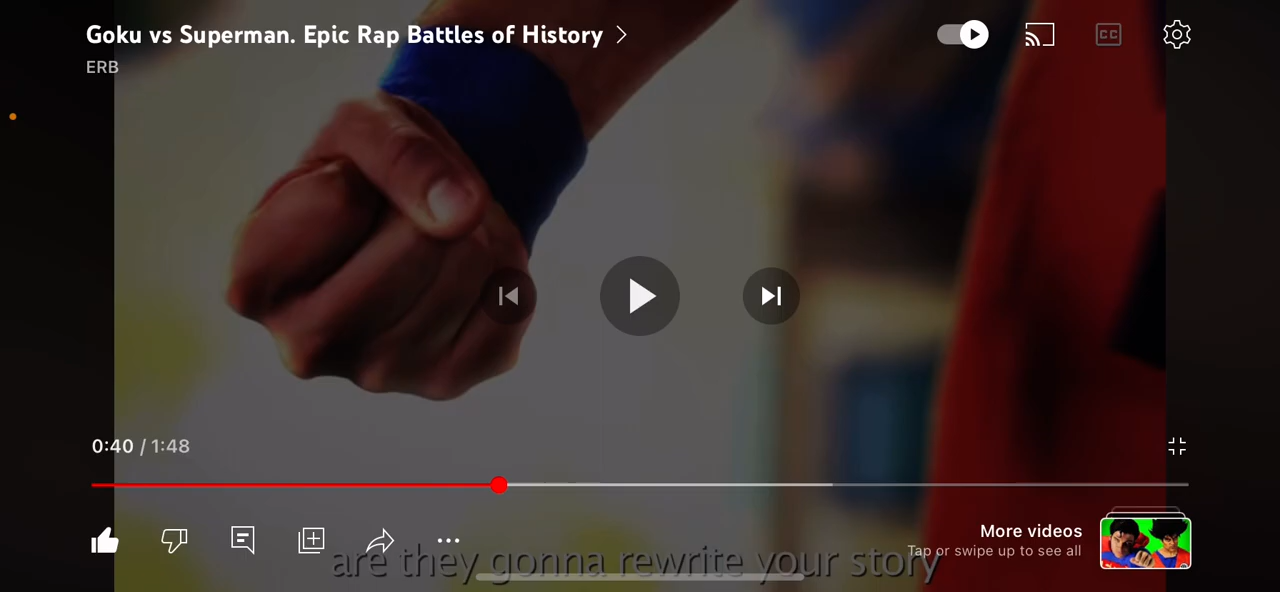 Goku vs Superman. Epic Rap Battles of History
ERB
CC
0:40 / 1:48
More videos
Tap or swipe up to see all
are they gonna rewrite your story